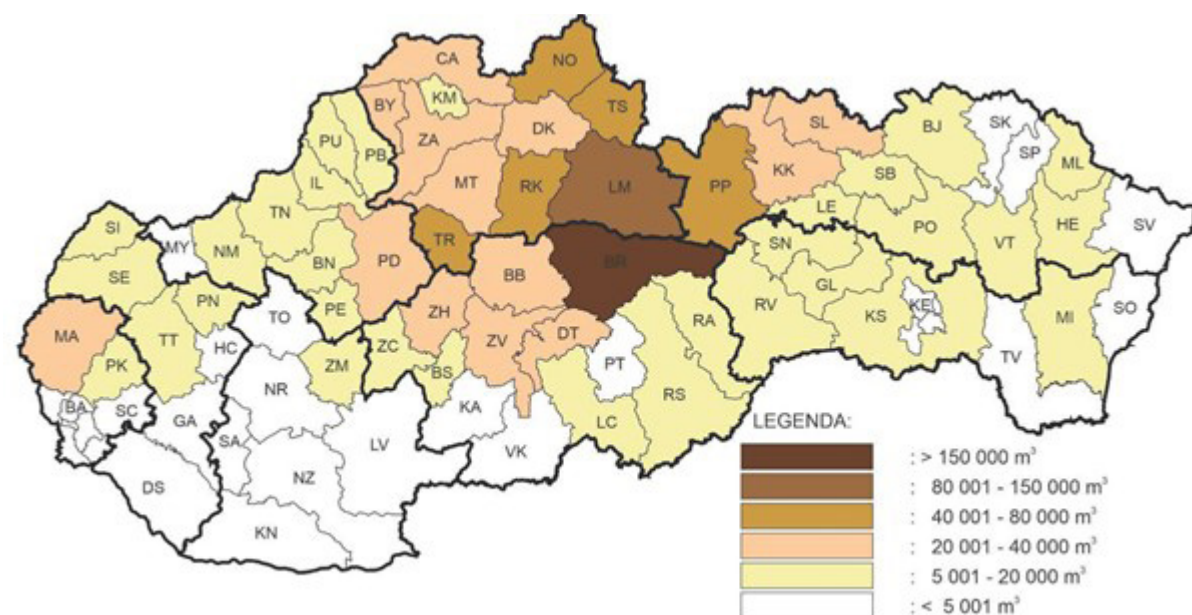 CA
NO
BY
KM
TS
ZA
DK
PU
PB
IL
MT
RK
LM
PP
SL
KK
BJ
SK
SP
ML
SB
LE
PO
VT
HE
SV
SI
MY
NM
TN
BN
PD
TR
BB
BR
SN
GL
RV
KS
KE
MI
SO
TV
SE
PN
PE
TO
ZH
ZC
DT
RA
MA
TT
HC
ZM
BS
ZV
PT
PK
NR
KA
LC
RS
BA
SC
GA
SA
LV
VK
DS
NZ
KN
LEGENDA:
: > 150 000 m³
: 80 001 - 150 000 m³
: 40 001 - 80 000 m³
: 20 001 - 40 000 m³
: 5 001 - 20 000 m³
: < 5 001 m³